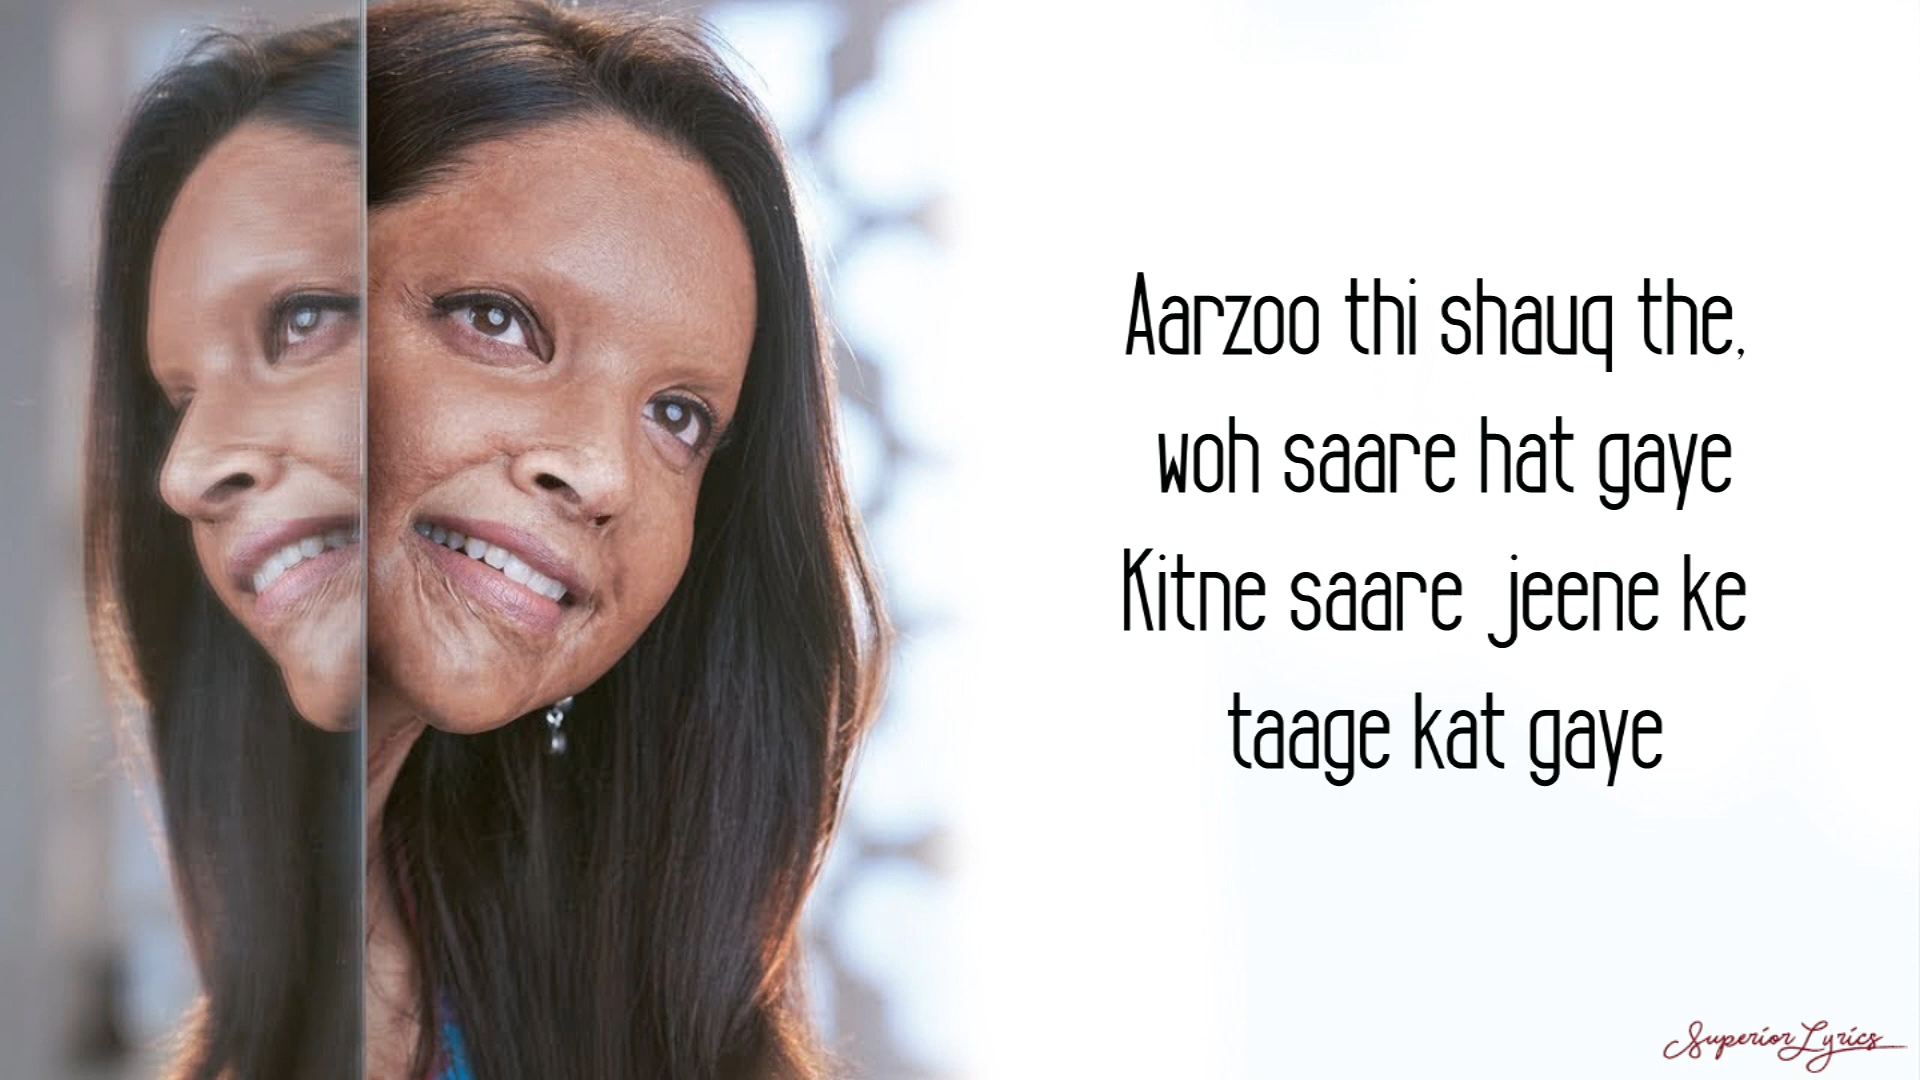 Aarzoo thi shauq the,
woh saare hat gaye
Kitne saare jeene ke
taage kat gaye
Superior Lyrics